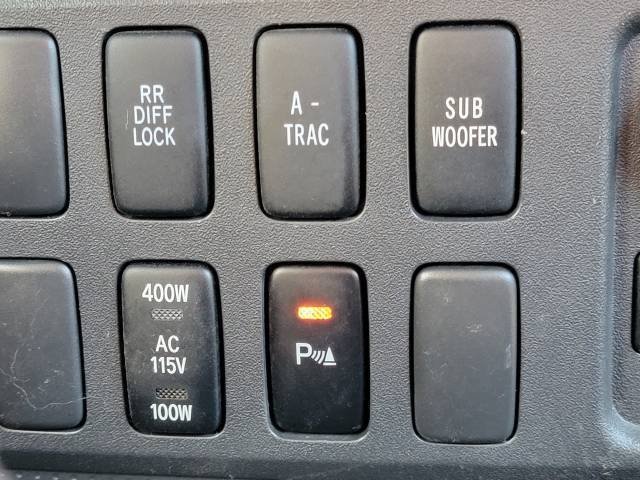 RR
DIFF
LOCK
A -
TRAC
SUB
WOOFER
400W
AC
115V
100W
P